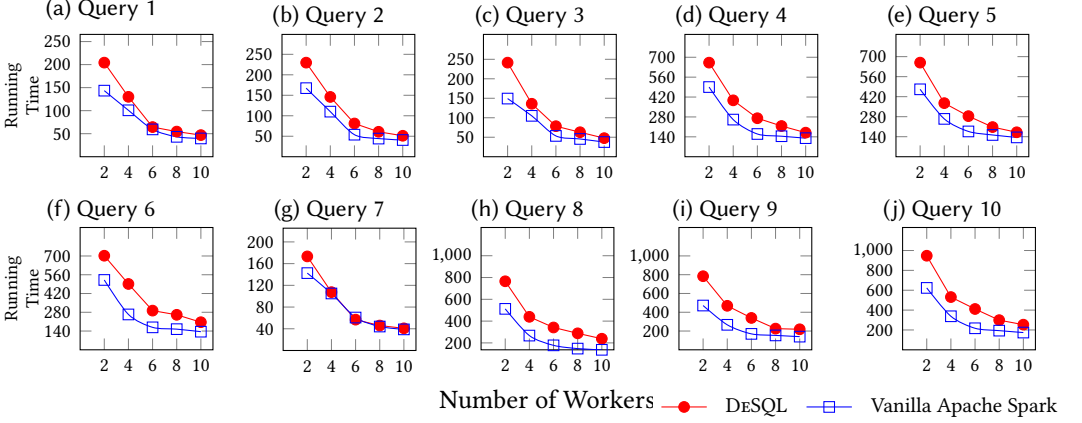 (a) Query 1
(b) Query 2
(c) Query 3
(d) Query 4
(e) Query 5
Running
Time
250
200
150
100
50
2 4 6 8 10
250
200
150
100
50
2 4 6 8 10
250
200
150
100
50
2 4 6 8 10
700
560
420
280
140
2 4 6 8 10
700
560
420
280
140
2 4 6 8 10
(f) Query 6
(g) Query 7
(h) Query 8
(i) Query 9
(j) Query 10
Running
Time
700
560
420
280
140
2 4 6 8 10
200
160
120
80
40
2 4 6 8 10
1,000
800
600
400
200
2 4 6 8 10
1,000
800
600
400
200
2 4 6 8 10
1,000
800
600
400
200
2 4 6 8 10
Number of Workers
DESQL
Vanilla Apache Spark